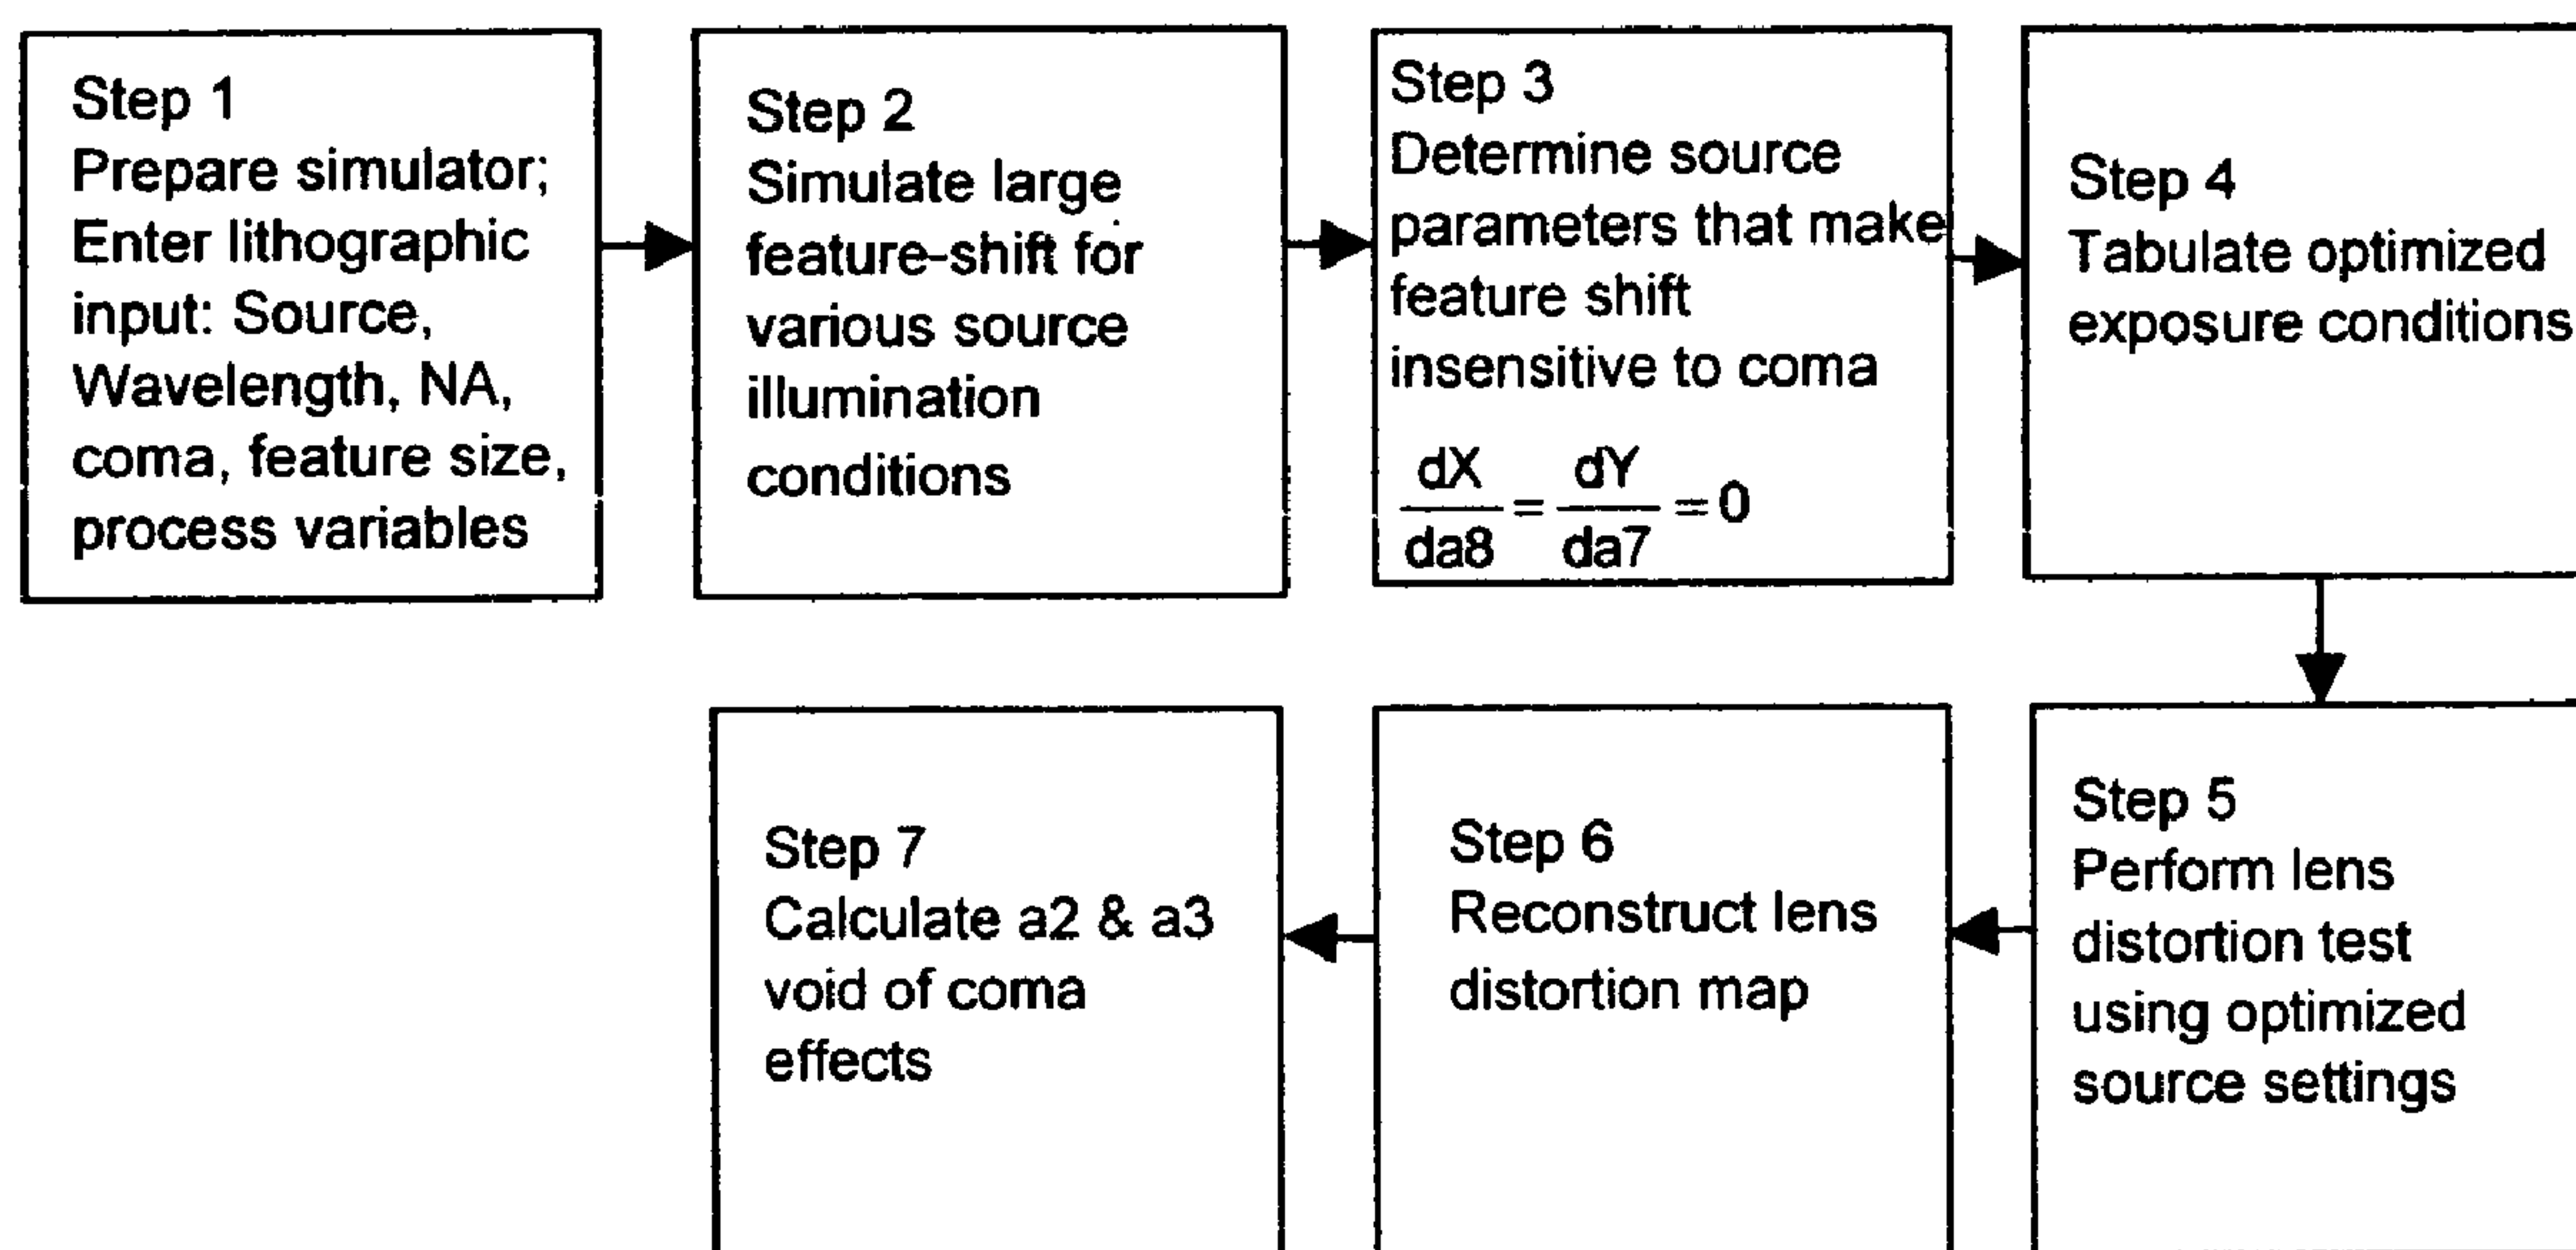 Step 1
Prepare simulator;
Enter lithographic
input: Source,
Wavelength, NA,
coma, feature size,
process variables
Step 2
Simulate large
feature-shift for
various source
illumination
conditions
Step 3
Determine source
parameters that make
feature shift
insensitive to coma
dX/da8 = dY/da7 = 0
Step 4
Tabulate optimized
exposure conditions
Step 5
Perform lens
distortion test
using optimized
source settings
Step 6
Reconstruct lens
distortion map
Step 7
Calculate a2 & a3
void of coma
effects